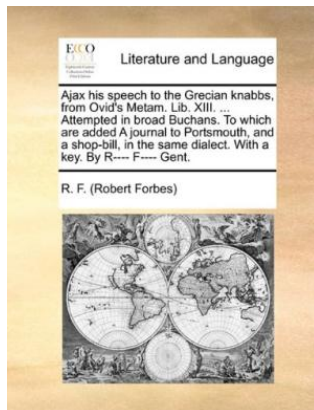 ECCO
Literature and Language
Ajax his speech to the Grecian knabbs,
from Ovid's Metam. Lib. XIII. ...
Attempted in broad Buchans. To which
are added A journal to Portsmouth, and
a shop-bill, in the same dialect. With a
key. By R---- F---- Gent.
R. F. (Robert Forbes)